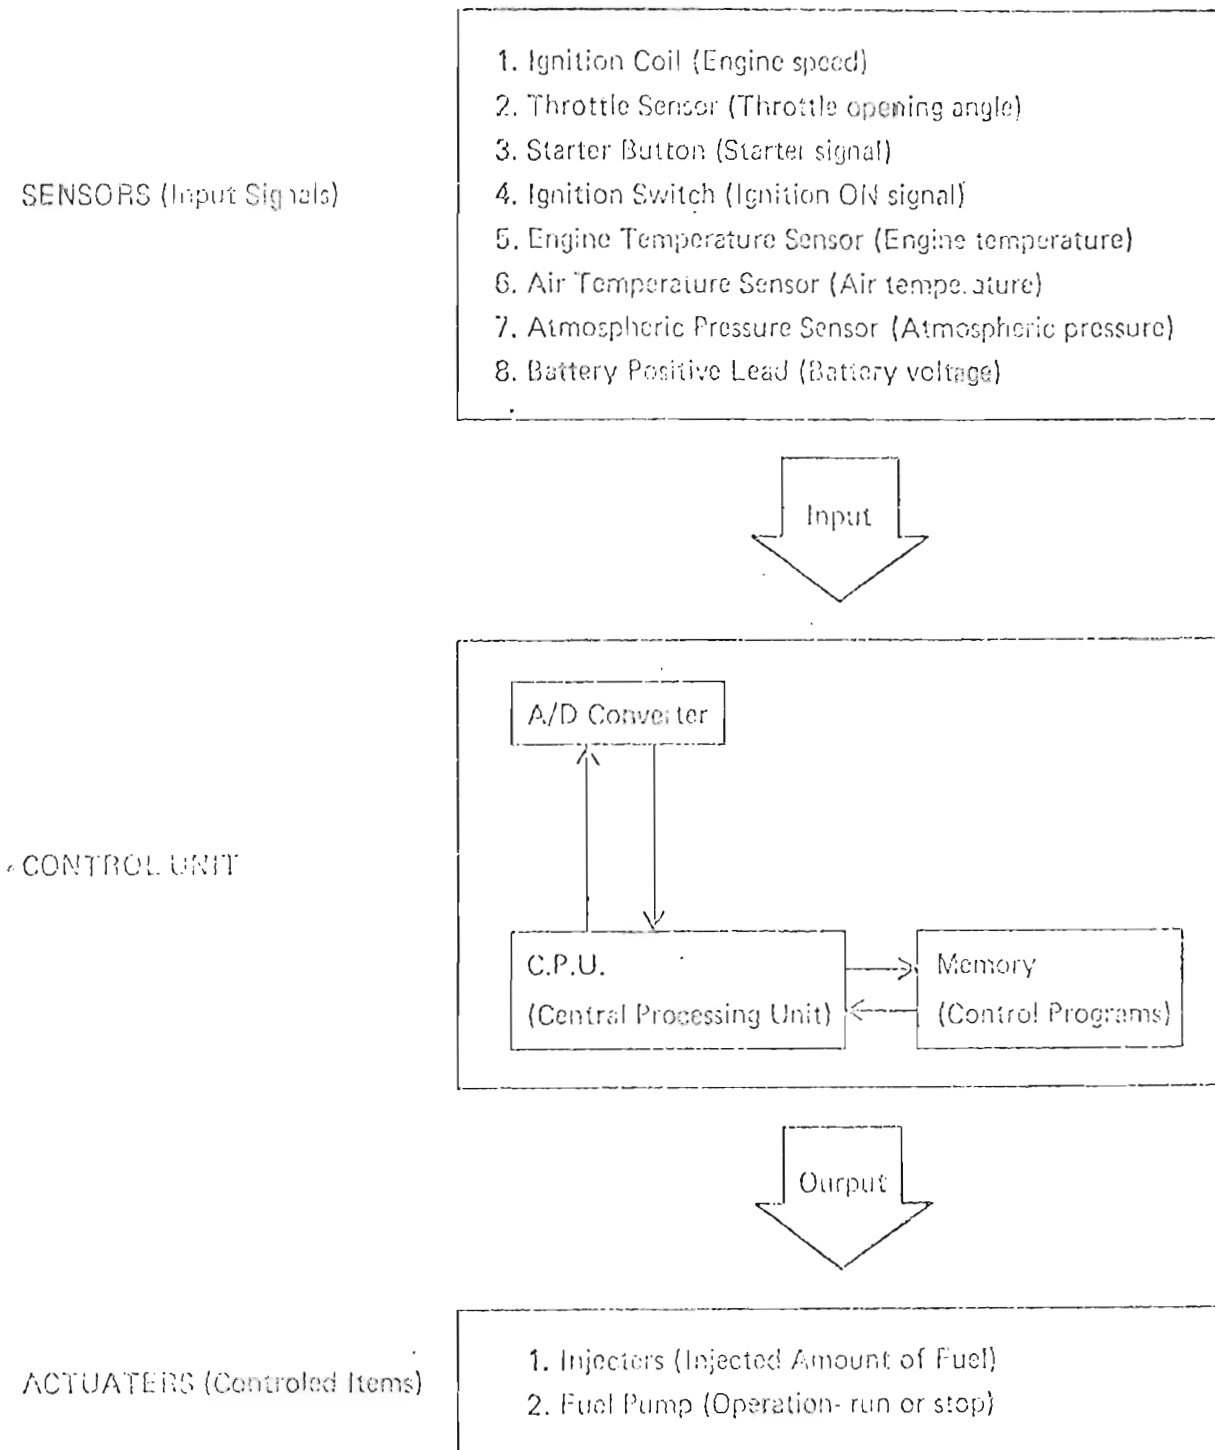 1. Ignition Coil (Engine speed)
2. Throttle Sensor (Throttle opening angle)
3. Starter Button (Starter signal)
SENSORS (Input Signals)
4. Ignition Switch (Ignition ON signal)
5. Engine Temperature Sensor (Engine temperature)
6. Air Temperature Sensor (Air temperature)
7. Atmospheric Pressure Sensor (Atmospheric pressure)
8. Battery Positive Lead (Battery voltage)
Input
A/D Converter
CONTROL UNIT
C.P.U.
(Central Processing Unit)
Memory
(Control Programs)
Ourput
ACTUATERS (Controled Items)
1. Injecters (Injected Amount of Fuel)
2. Fuel Pump (Operation- run or stop)